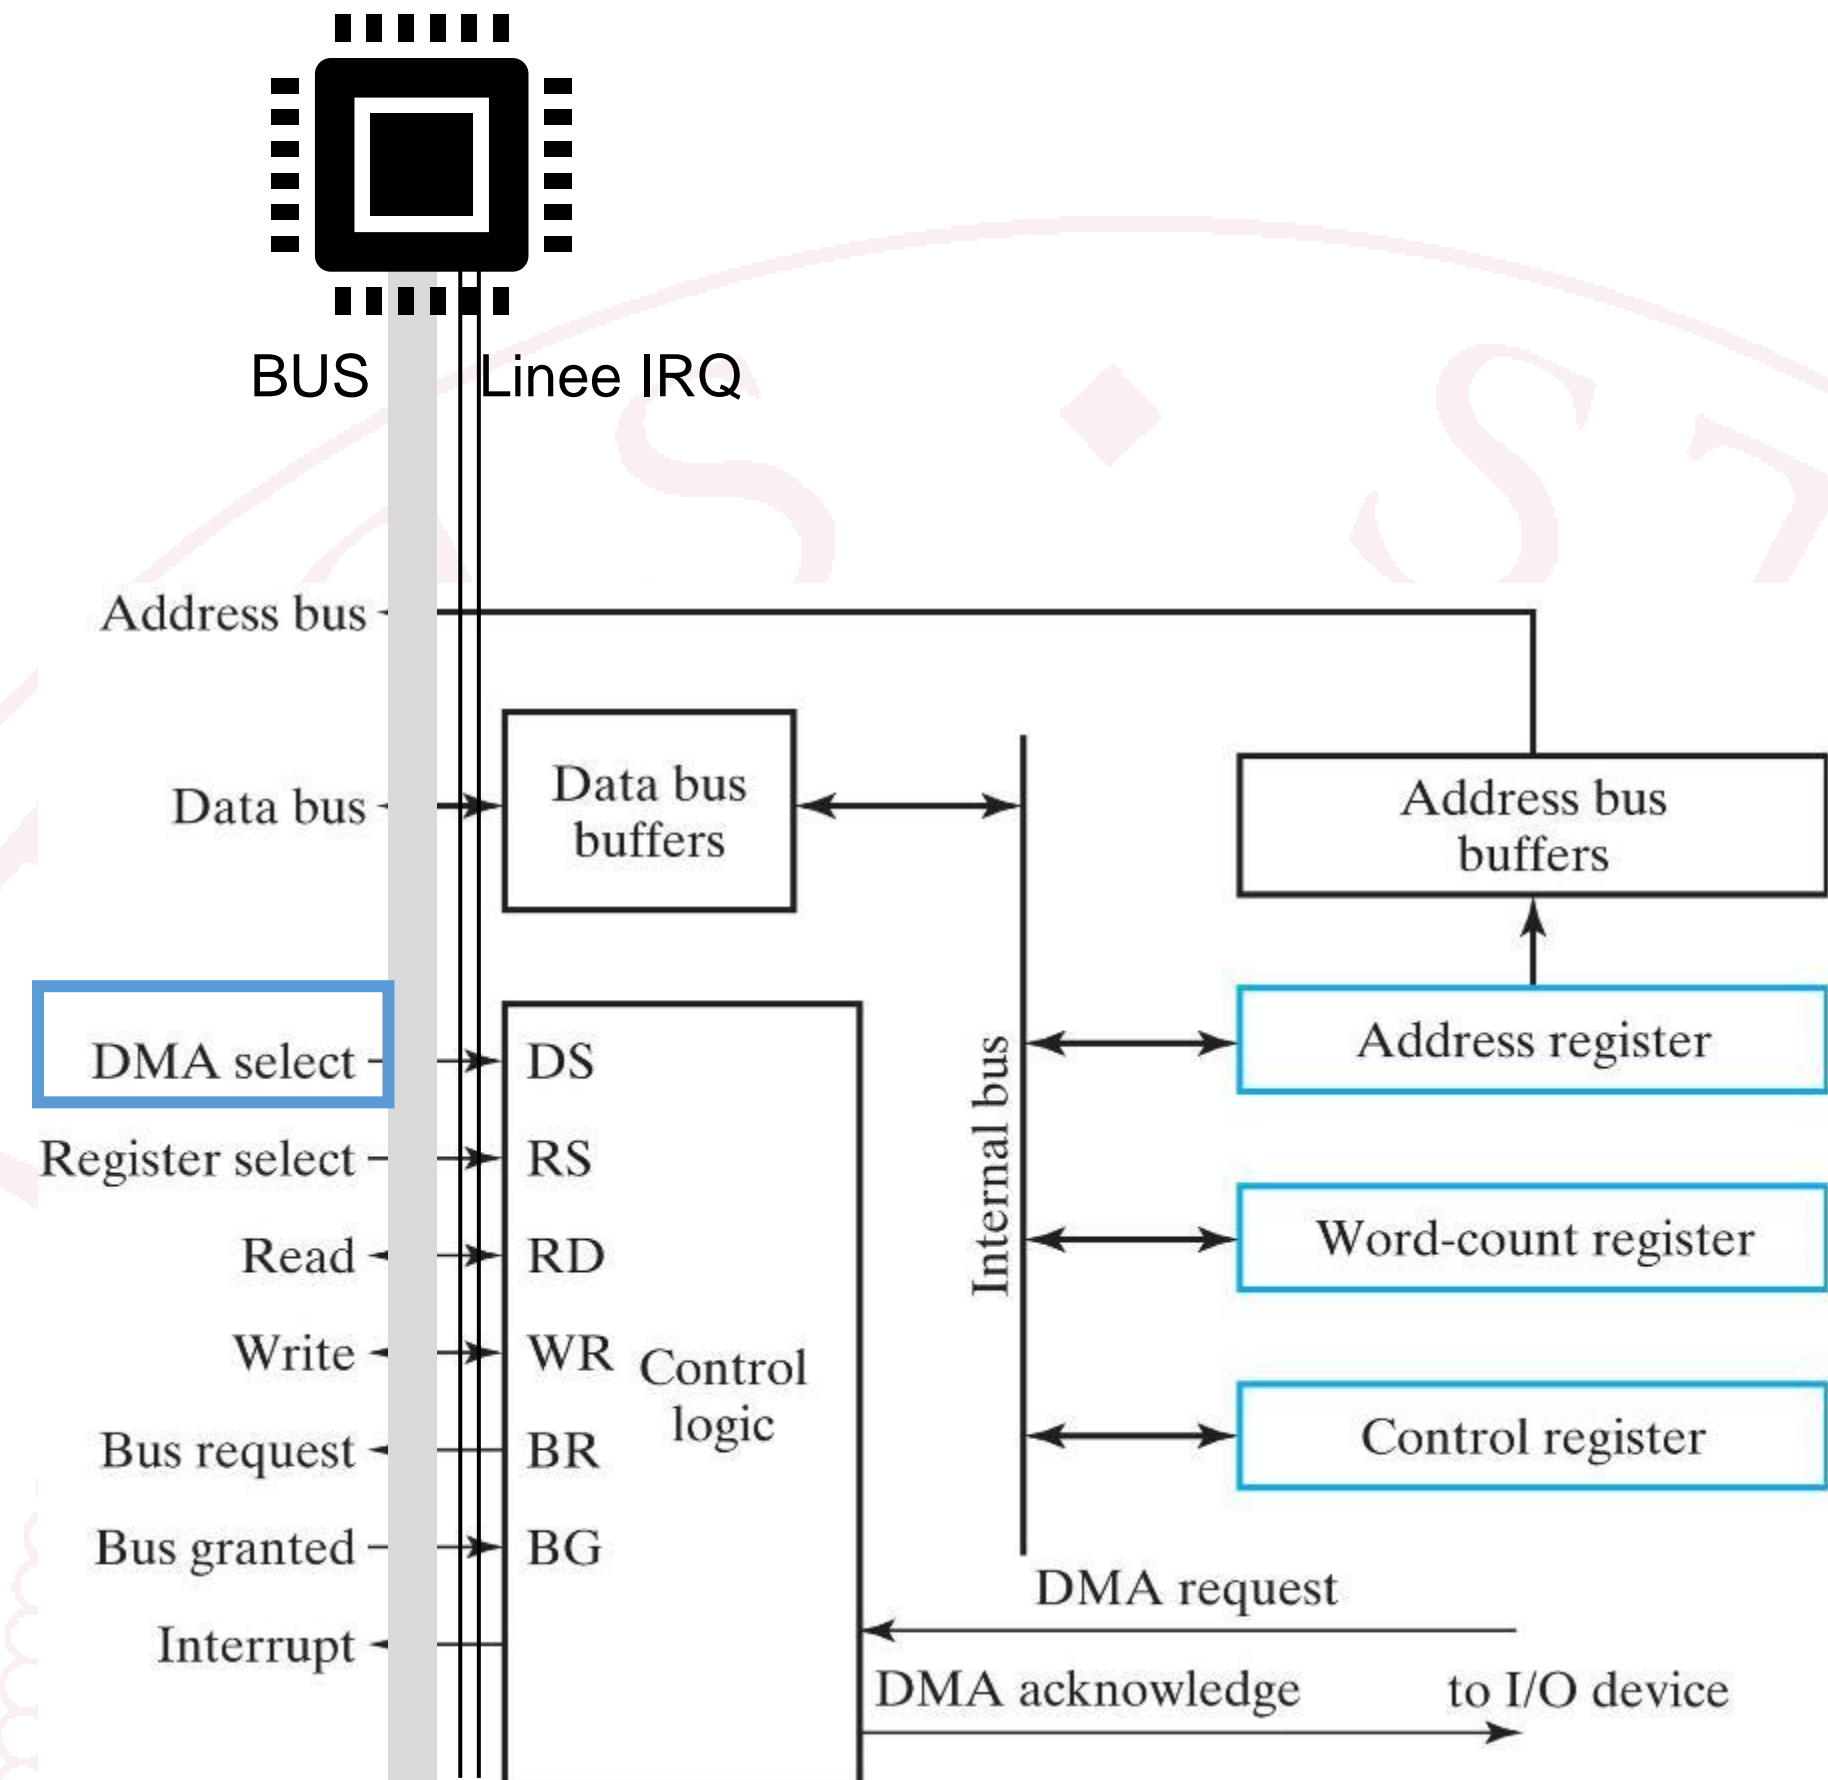 BUS
Linee IRQ
Address bus
Data bus
Data bus
buffers
Address bus
buffers
DMA select
DS
Address register
Register select
RS
Internal bus
Read
RD
Word-count register
Write
WR
Control
logic
Bus request
BR
Control register
Bus granted
BG
DMA request
Interrupt
DMA acknowledge
to I/O device